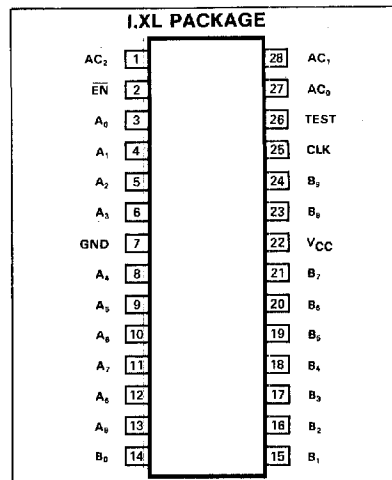 I.XL PACKAGE
AC₂ 1 28 AC₁
E̅N̅ 2 27 AC₀
A₀ 3 26 TEST
A₁ 4 25 CLK
A₂ 5 24 B₉
A₃ 6 23 B₈
GND 7 22 VCC
A₄ 8 21 B₇
A₅ 9 20 B₆
A₆ 10 19 B₅
A₇ 11 18 B₄
A₈ 12 17 B₃
A₉ 13 16 B₂
B₀ 14 15 B₁